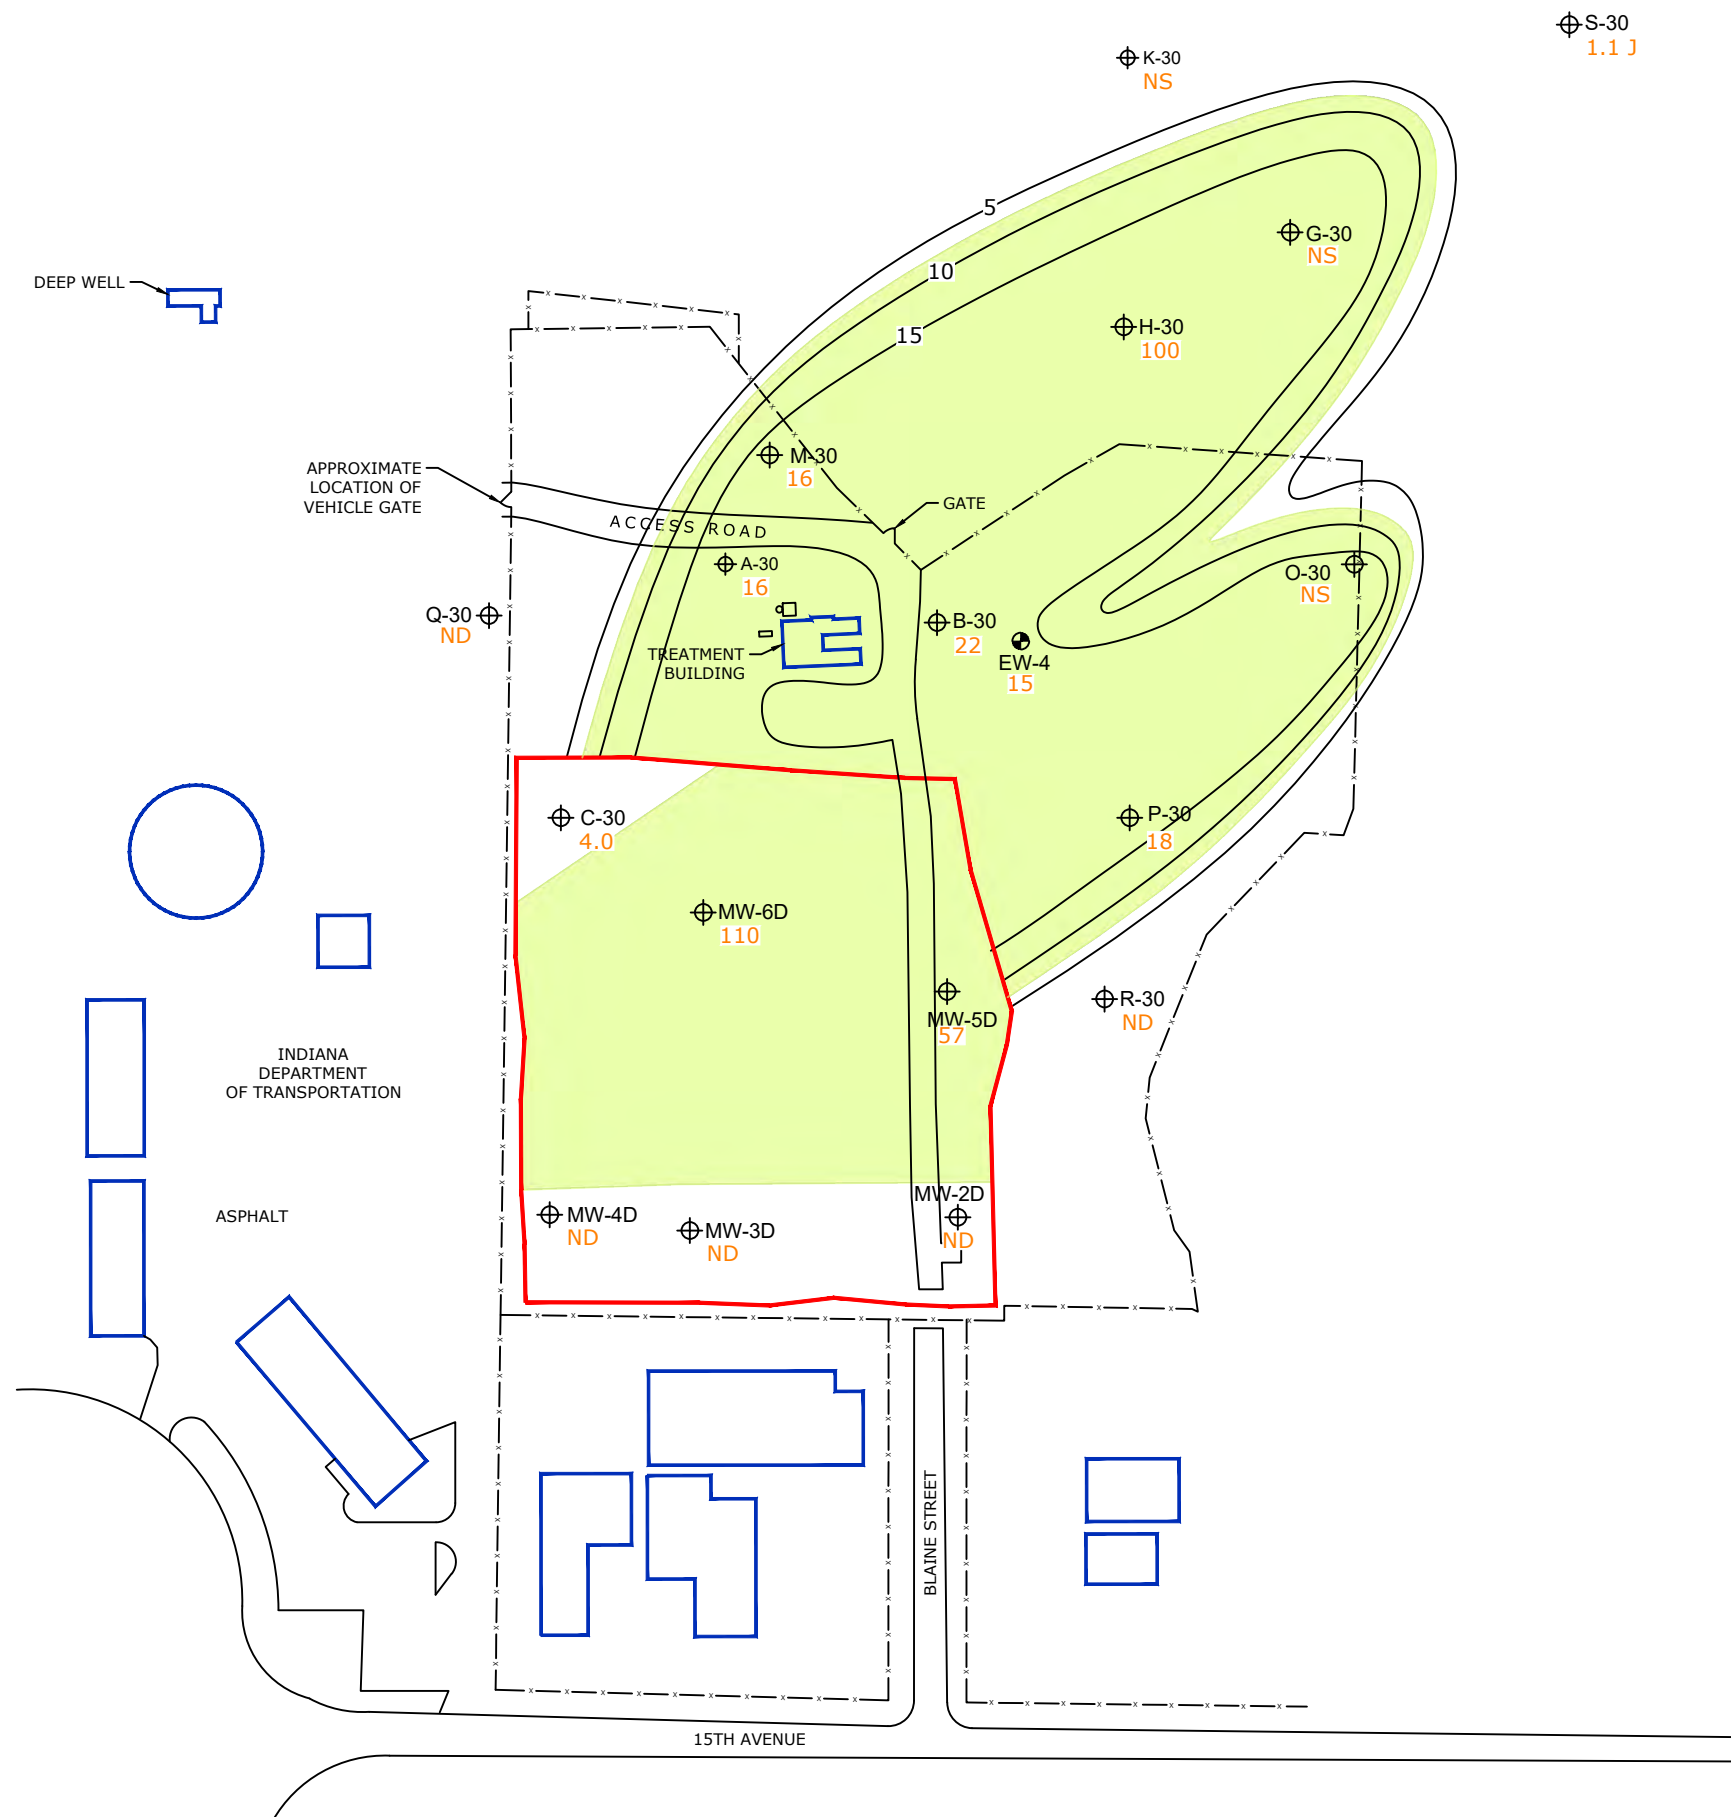 S-30
1.1 J
K-30
NS
5
G-30
NS
10
DEEP WELL
H-30
100
15
M-30
16
APPROXIMATE
LOCATION OF
VEHICLE GATE
GATE
ACCESS ROAD
A-30
16
O-30
NS
Q-30
ND
B-30
22
TREATMENT
BUILDING
EW-4
15
C-30
4.0
P-30
18
MW-6D
110
R-30
ND
MW-5D
57
INDIANA
DEPARTMENT
OF TRANSPORTATION
MW-2D
ND
ASPHALT
MW-4D
ND
MW-3D
ND
BLAINE STREET
15TH AVENUE